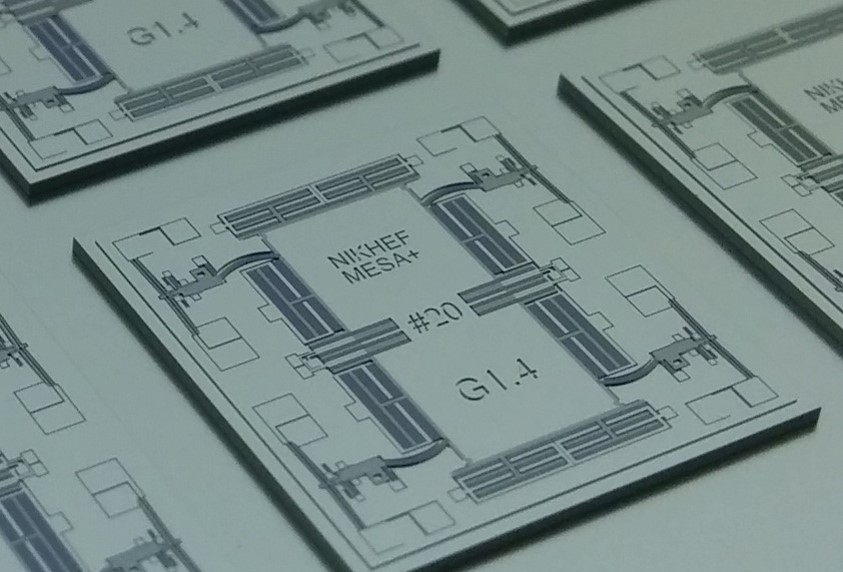 G1.4
NIKHEF
MESA+
#20
G1.4